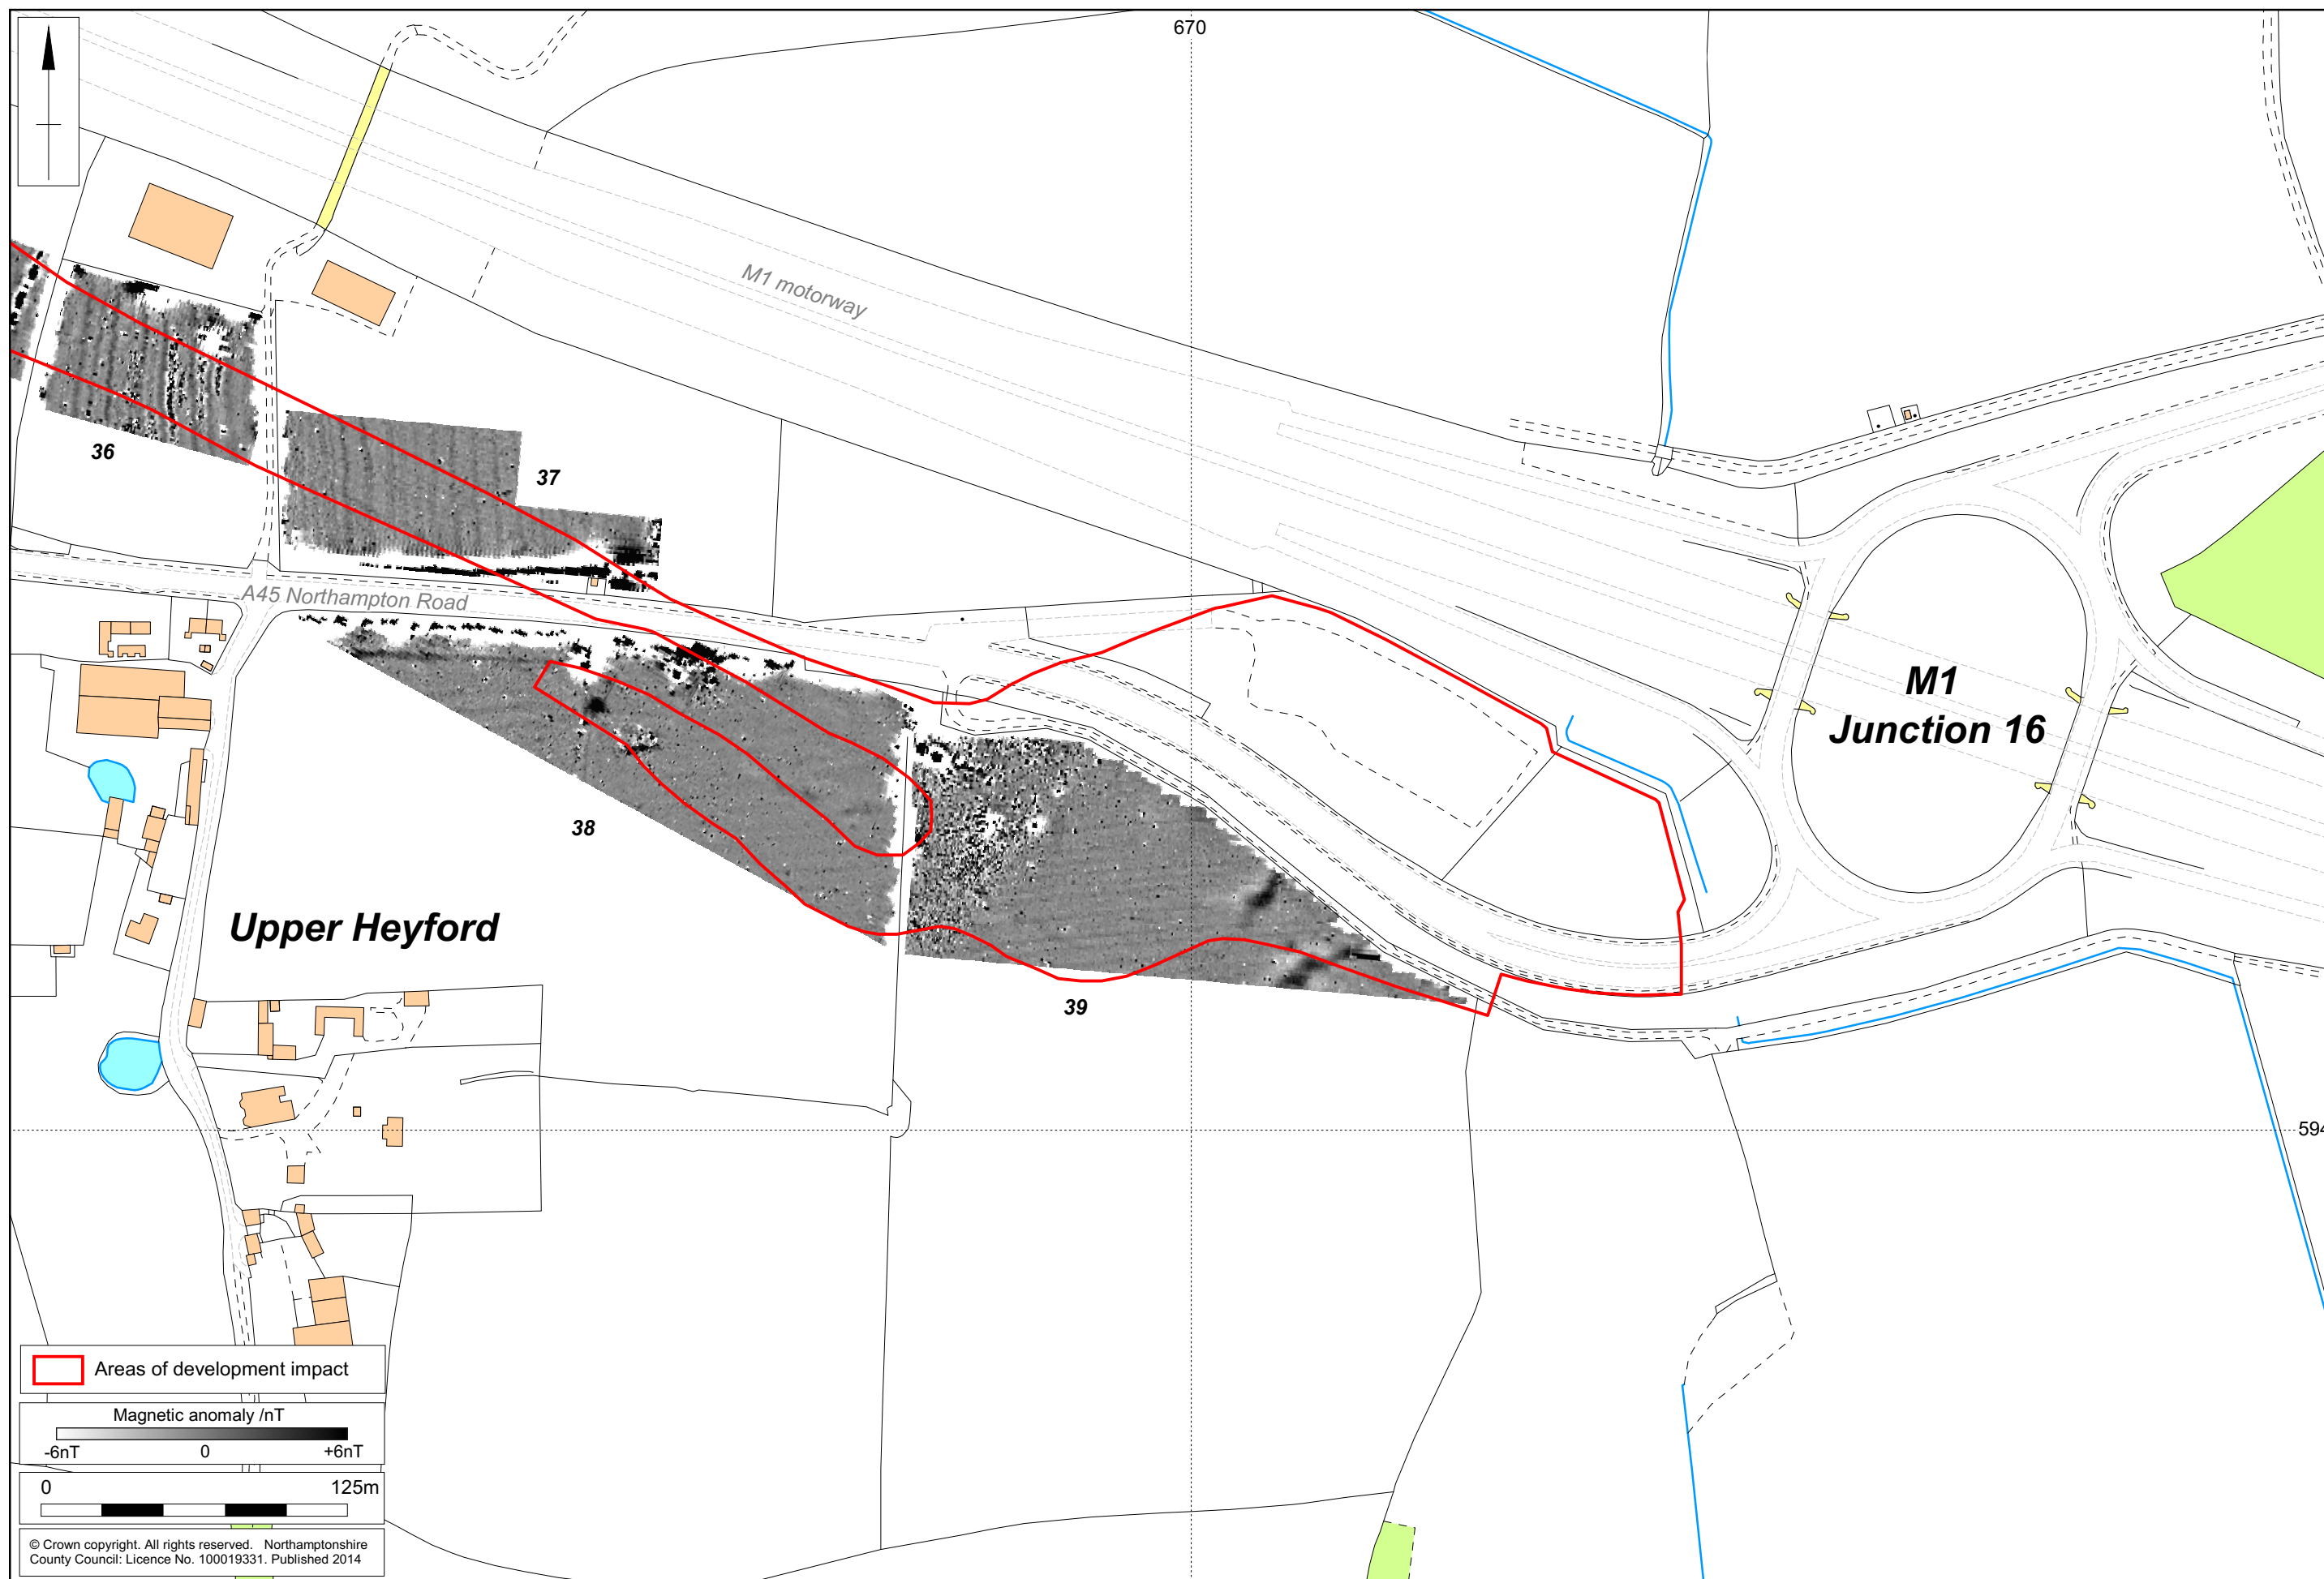 670
M1 motorway
36
37
A45 Northampton Road
M1
Junction 16
38
Upper Heyford
39
594
Areas of development impact
Magnetic anomaly /nT
-6nT 0 +6nT
0 125m
© Crown copyright. All rights reserved. Northamptonshire
County Council: Licence No. 100019331. Published 2014